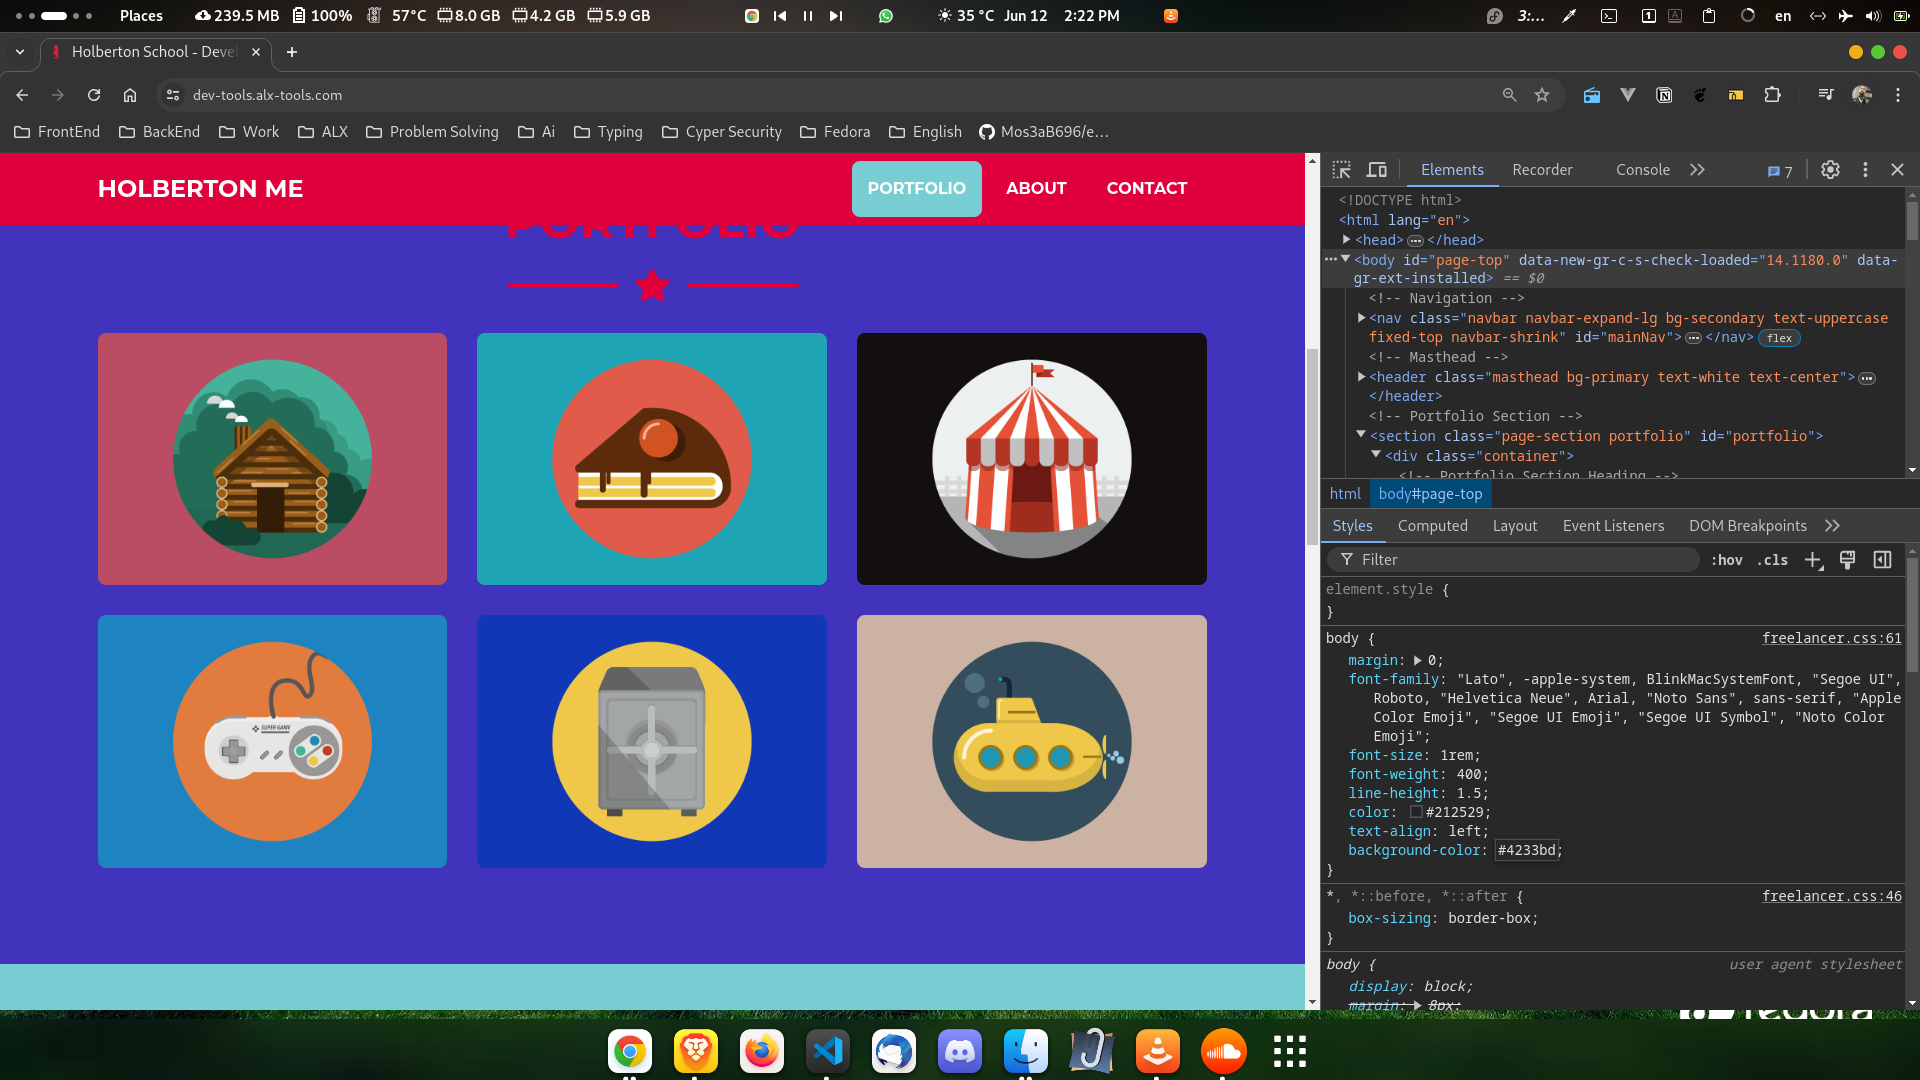 Places 239.5 MB 100% 57°C 8.0 GB 4.2 GB 5.9 GB 35 °C Jun 12 2:22 PM 3:... 1 A en
Holberton School - Deve
dev-tools.alx-tools.com
FrontEnd BackEnd Work ALX Problem Solving Ai Typing Cyper Security Fedora English Mos3aB696/e...
HOLBERTON ME PORTFOLIO ABOUT CONTACT
PORTFOLIO
SUPER GAME
Elements Recorder Console 7
<!DOCTYPE html>
<html lang="en">
<head> ... </head>
<body id="page-top" data-new-gr-c-s-check-loaded="14.1180.0" data-
gr-ext-installed> == $0
<!-- Navigation -->
<nav class="navbar navbar-expand-lg bg-secondary text-uppercase
fixed-top navbar-shrink" id="mainNav"> ... </nav> flex
<!-- Masthead -->
<header class="masthead bg-primary text-white text-center"> ...
</header>
<!-- Portfolio Section -->
<section class="page-section portfolio" id="portfolio">
<div class="container">
<!-- Portfolio Section Heading -->
html body#page-top
Styles Computed Layout Event Listeners DOM Breakpoints
Filter :hov .cls
element.style {
}
body { freelancer.css:61
margin: 0;
font-family: "Lato", -apple-system, BlinkMacSystemFont, "Segoe UI",
Roboto, "Helvetica Neue", Arial, "Noto Sans", sans-serif, "Apple
Color Emoji", "Segoe UI Emoji", "Segoe UI Symbol", "Noto Color
Emoji";
font-size: 1rem;
font-weight: 400;
line-height: 1.5;
color: #212529;
text-align: left;
background-color: #4233bd;
}
*, *::before, *::after { freelancer.css:46
box-sizing: border-box;
}
body { user agent stylesheet
display: block;
margin: 8px;
fedora